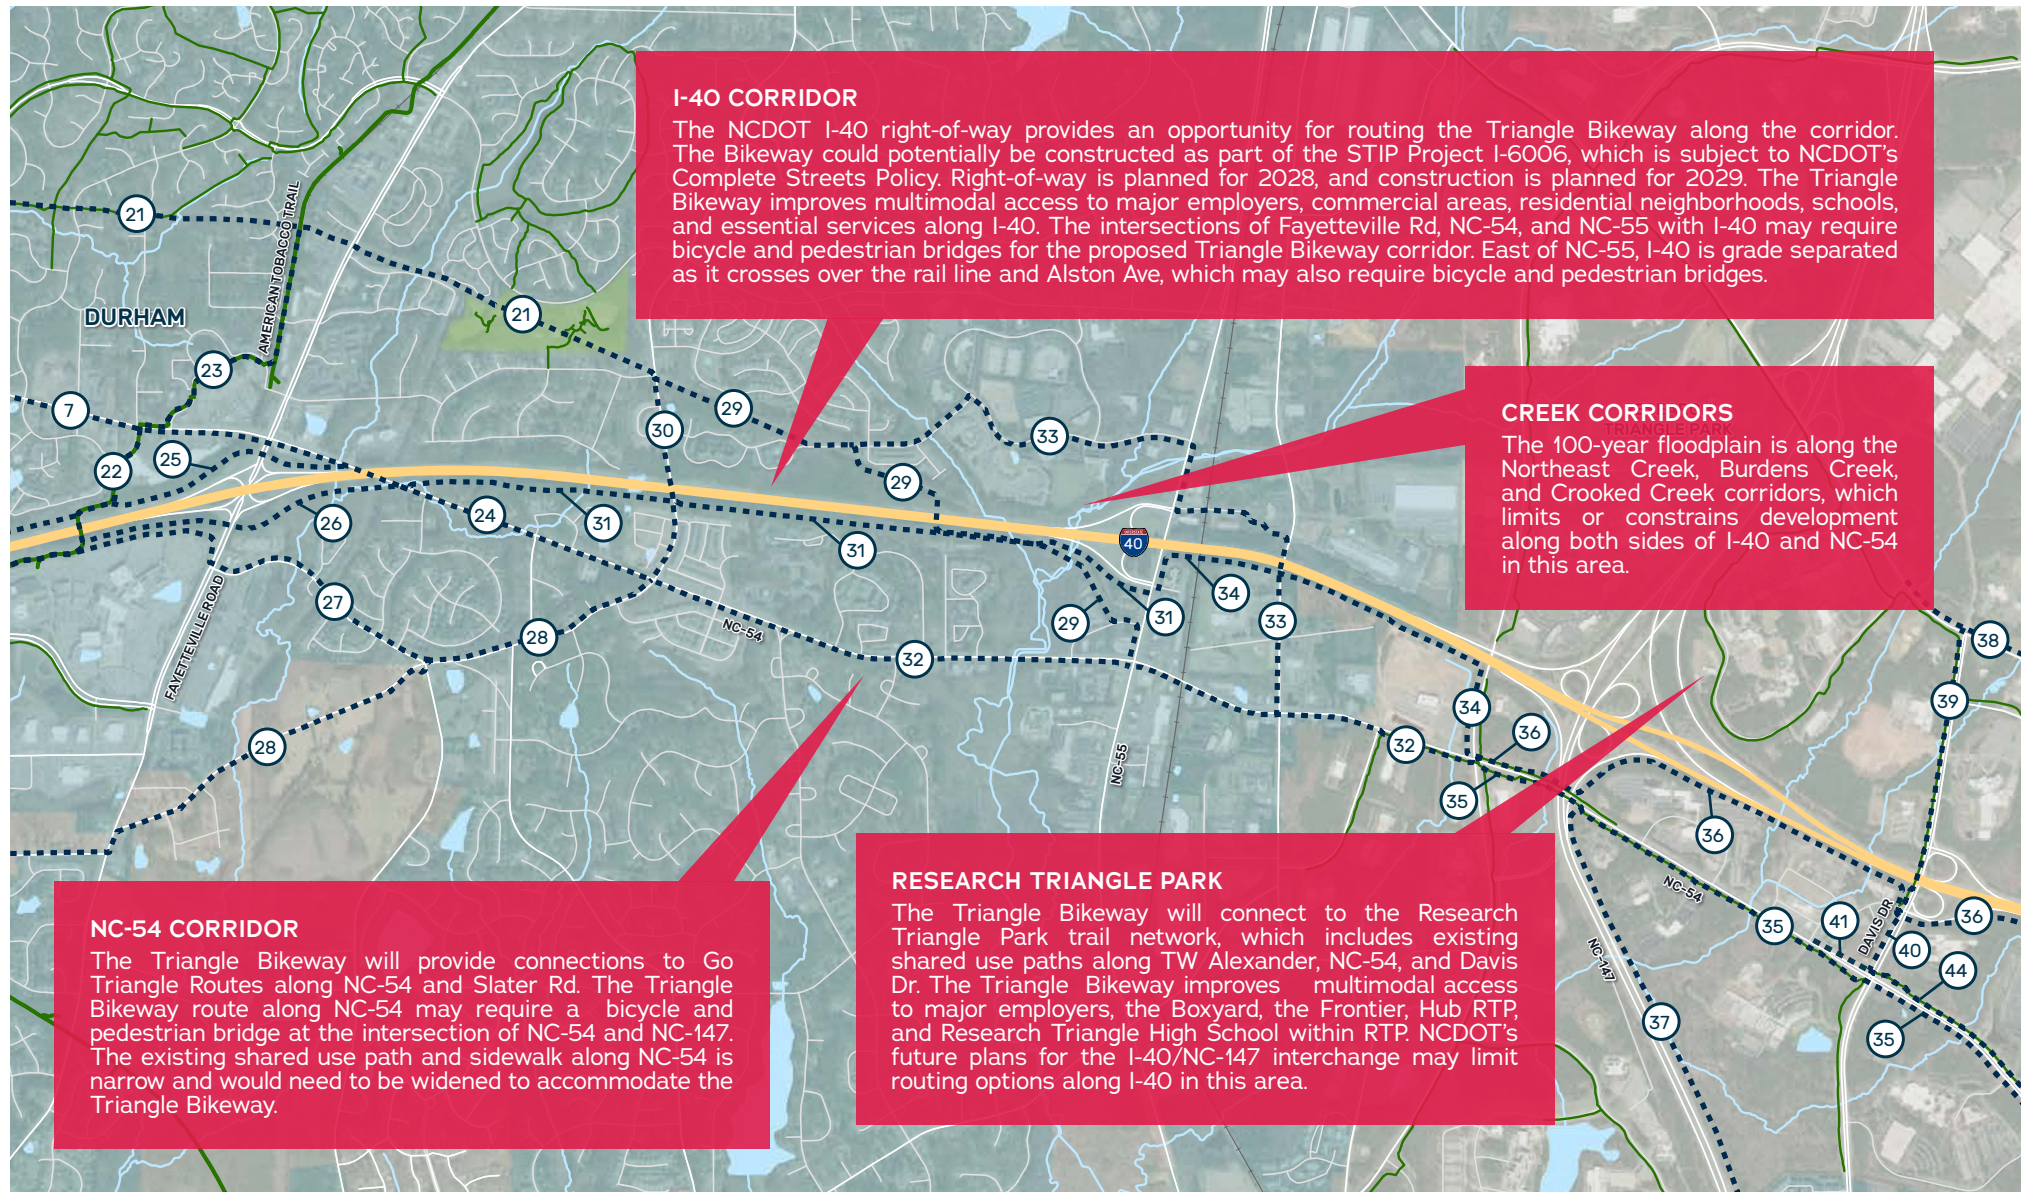 I-40 CORRIDOR
The NCDOT I-40 right-of-way provides an opportunity for routing the Triangle Bikeway along the corridor.
The Bikeway could potentially be constructed as part of the STIP Project I-6006, which is subject to NCDOT's
Complete Streets Policy. Right-of-way is planned for 2028, and construction is planned for 2029. The Triangle
Bikeway improves multimodal access to major employers, commercial areas, residential neighborhoods, schools,
and essential services along I-40. The intersections of Fayetteville Rd, NC-54, and NC-55 with I-40 may require
bicycle and pedestrian bridges for the proposed Triangle Bikeway corridor. East of NC-55, I-40 is grade separated
as it crosses over the rail line and Alston Ave, which may also require bicycle and pedestrian bridges.
21
AMERICAN TOBACCO TRAIL
DURHAM
21
23
7
29
30
33
25
22
29
24
26
31
31
40
CREEK CORRIDORS
TRIANGLE PARK
The 100-year floodplain is along the
Northeast Creek, Burdens Creek,
and Crooked Creek corridors, which
limits or constrains development
along both sides of I-40 and NC-54
in this area.
27
34
31
29
33
28
NC-54
FAYETTEVILLE ROAD
32
38
39
34
28
32
36
NC-55
35
36
NC-54 CORRIDOR
The Triangle Bikeway will provide connections to Go
Triangle Routes along NC-54 and Slater Rd. The Triangle
Bikeway route along NC-54 may require a bicycle and
pedestrian bridge at the intersection of NC-54 and NC-147.
The existing shared use path and sidewalk along NC-54 is
narrow and would need to be widened to accommodate the
Triangle Bikeway.
RESEARCH TRIANGLE PARK
The Triangle Bikeway will connect to the Research
Triangle Park trail network, which includes existing
shared use paths along TW Alexander, NC-54, and Davis
Dr. The Triangle Bikeway improves multimodal access
to major employers, the Boxyard, the Frontier, Hub RTP,
and Research Triangle High School within RTP. NCDOT's
future plans for the I-40/NC-147 interchange may limit
routing options along I-40 in this area.
NC-54
35
41
DAVIS DR
36
40
44
NC-147
37
35